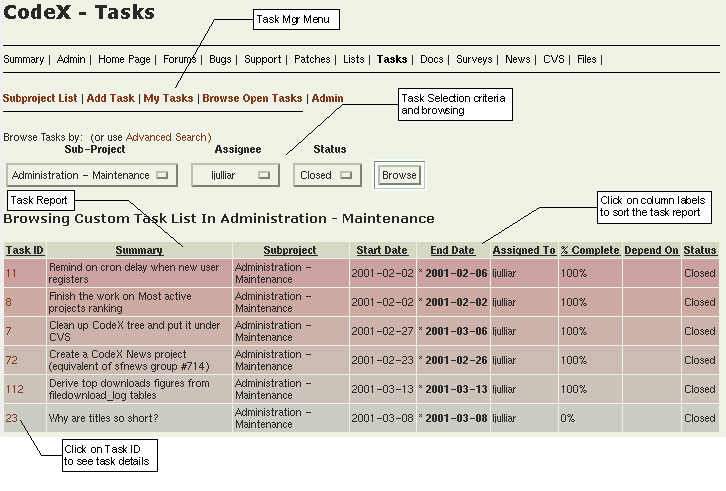 CodeX - Tasks
Task Mgr Menu
Summary | Admin | Home Page | Forums | Bugs | Support | Patches | Lists | Tasks | Docs | Surveys | News | CVS | Files |
Subproject List | Add Task | My Tasks | Browse Open Tasks | Admin
Task Selection criteria
and browsing
Browse Tasks by: (or use Advanced Search)
Sub-Project Assignee Status
Administration - Maintenance ljulliar Closed Browse
Task Report
Click on column labels
to sort the task report
Browsing Custom Task List In Administration - Maintenance
Task ID Summary Subproject Start Date End Date Assigned To % Complete Depend On Status
11 Remind on cron delay when new user registers Administration - Maintenance 2001-02-02 * 2001-02-06 ljulliar 100% Closed
8 Finish the work on Most active projects ranking Administration - Maintenance 2001-02-02 * 2001-02-02 ljulliar 100% Closed
7 Clean up CodeX tree and put it under CVS Administration - Maintenance 2001-02-27 * 2001-03-06 ljulliar 100% Closed
72 Create a CodeX News project (equivalent of sfnews group #714) Administration - Maintenance 2001-02-23 * 2001-02-26 ljulliar 100% Closed
112 Derive top downloads figures from filedownload_log tables Administration - Maintenance 2001-03-13 * 2001-03-13 ljulliar 100% Closed
23 Why are titles so short? Administration - Maintenance 2001-03-08 * 2001-03-08 ljulliar 0% Closed
Click on Task ID
to see task details